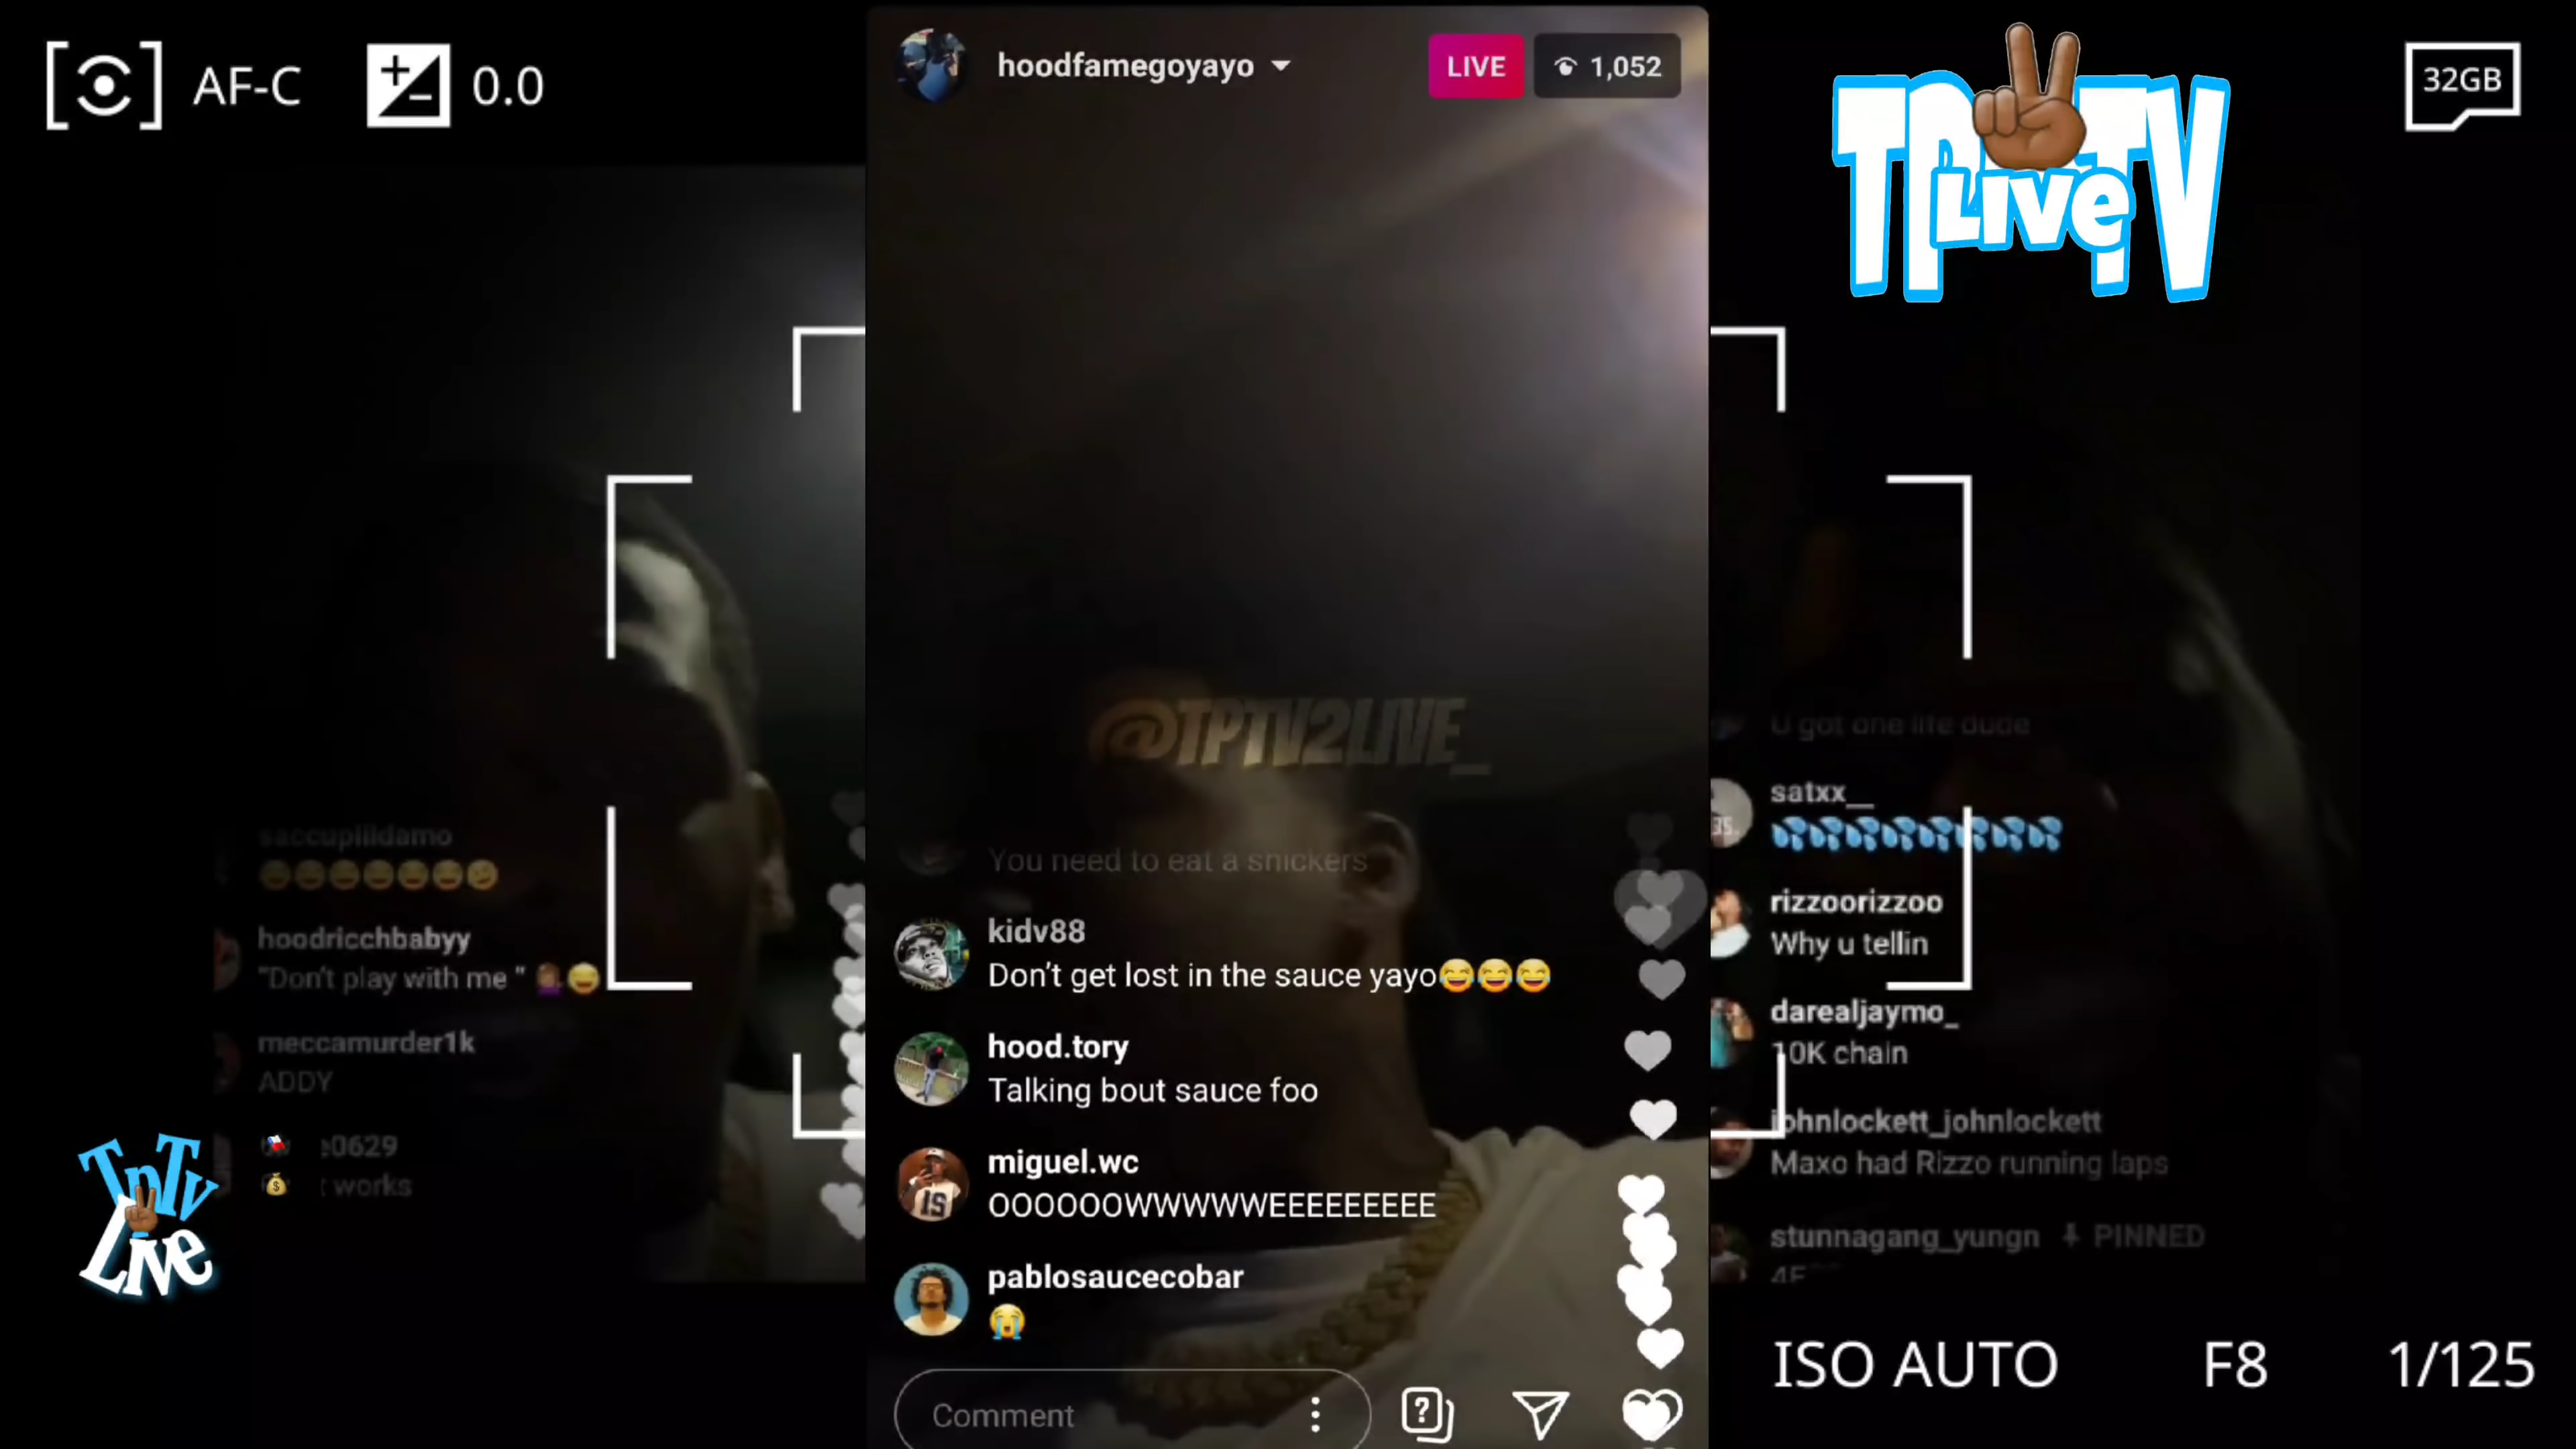 AF-C
0.0
hoodfamegoyayo
LIVE
1,052
TPTV
LIVE
32GB
@TPTV2LIVE_
You need to eat a snickers
kidv88
Don't get lost in the sauce yayo😂😂😂
hood.tory
Talking bout sauce foo
miguel.wc
OOOOOOWWWWWEEEEEEEEE
pablosaucecobar
😭
Comment
hoodricchbabyy
"Don't play with me "
meccamurder1k
ADDY
works
TpTv
Live
U got one life dude
satxx__
💦💦💦💦💦💦💦💦
rizzoorizzoo
Why u tellin
darealjaymo_
10K chain
johnlockett_johnlockett
Maxo had Rizzo running laps
stunnagang_yungn PINNED
ISO AUTO
F8
1/125